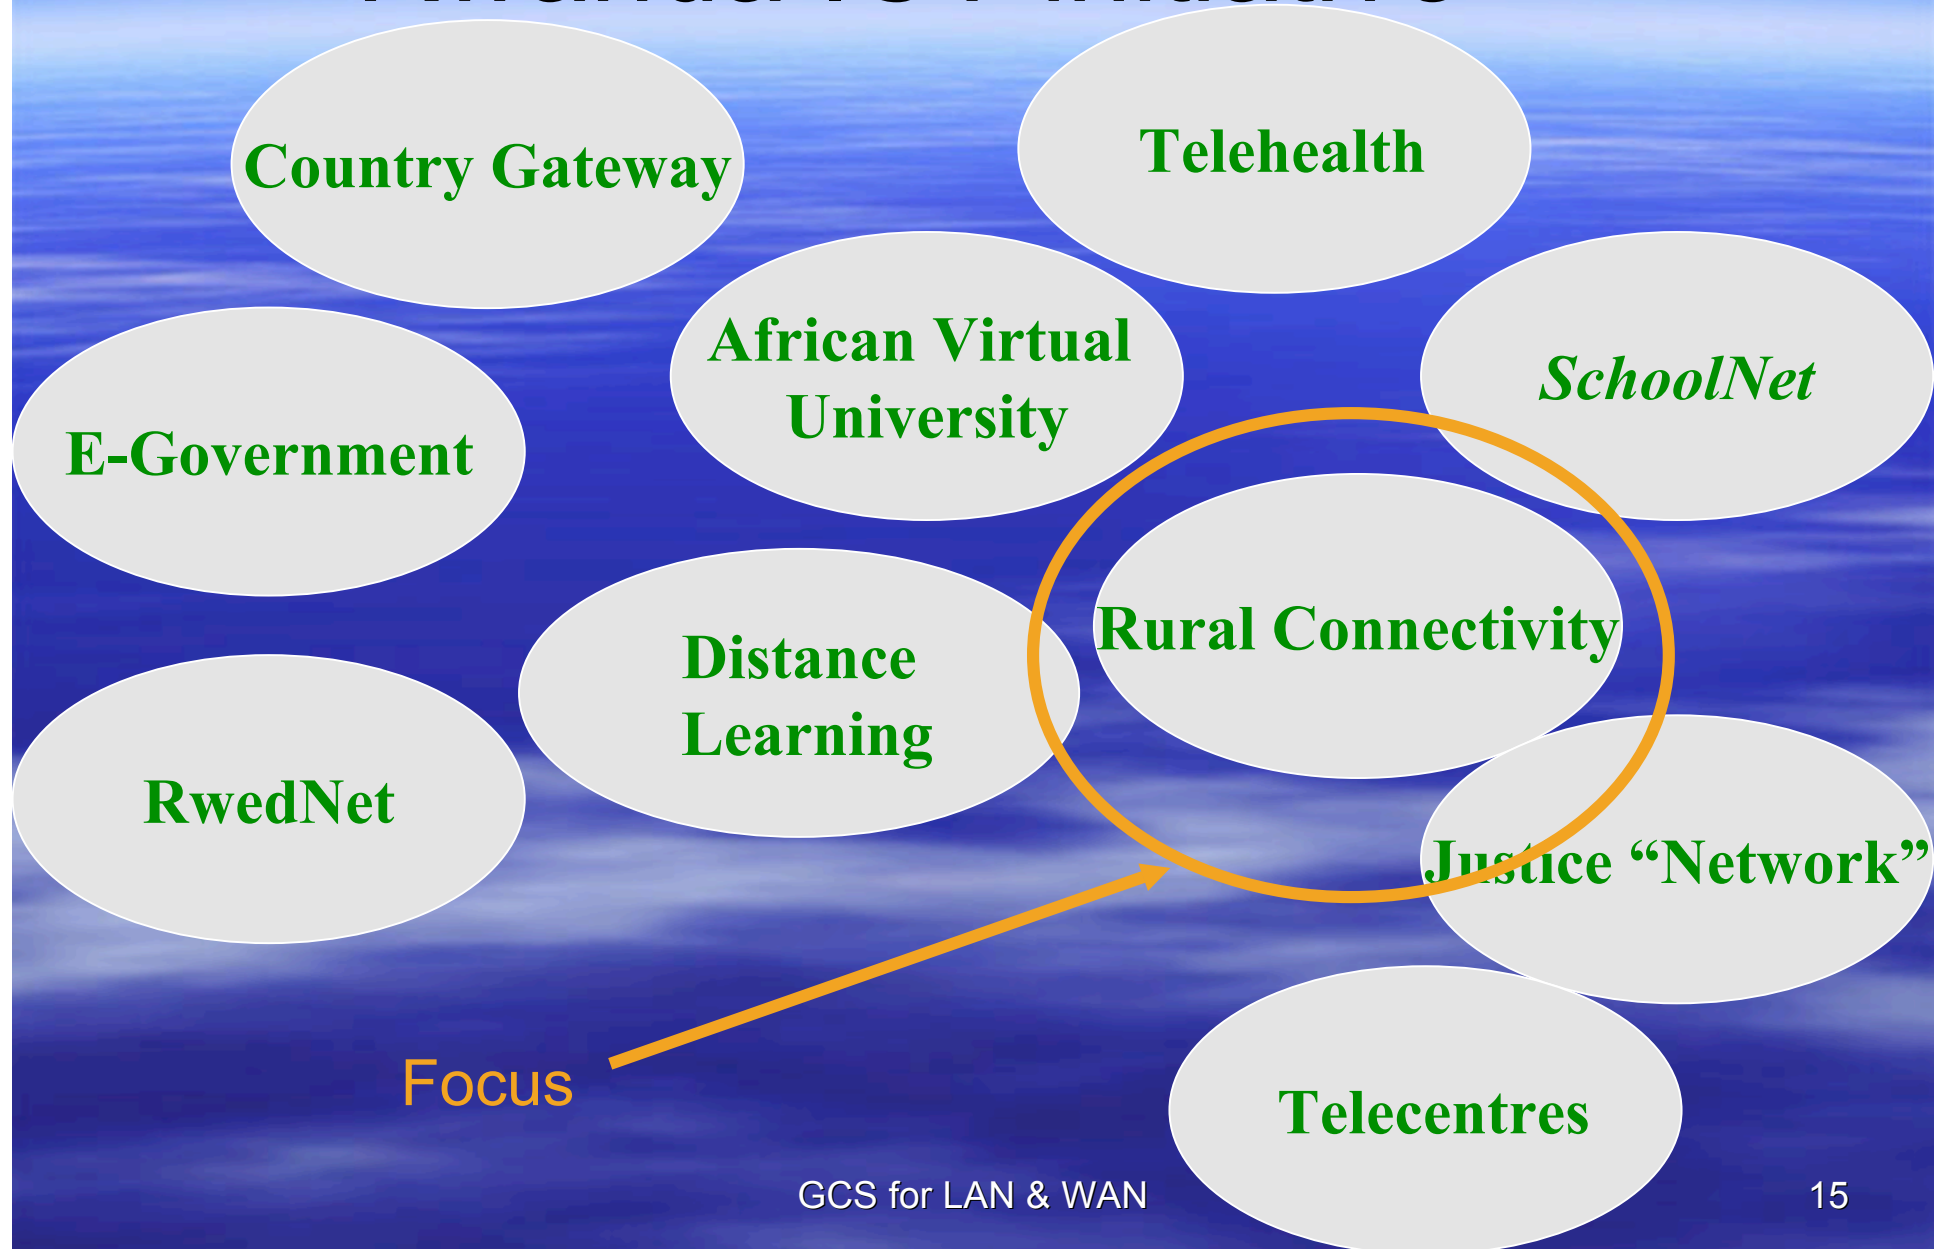 Country Gateway
Telehealth
African Virtual
University
SchoolNet
E-Government
Rural Connectivity
Distance
Learning
RwedNet
Justice “Network”
Focus
Telecentres
GCS for LAN & WAN
15